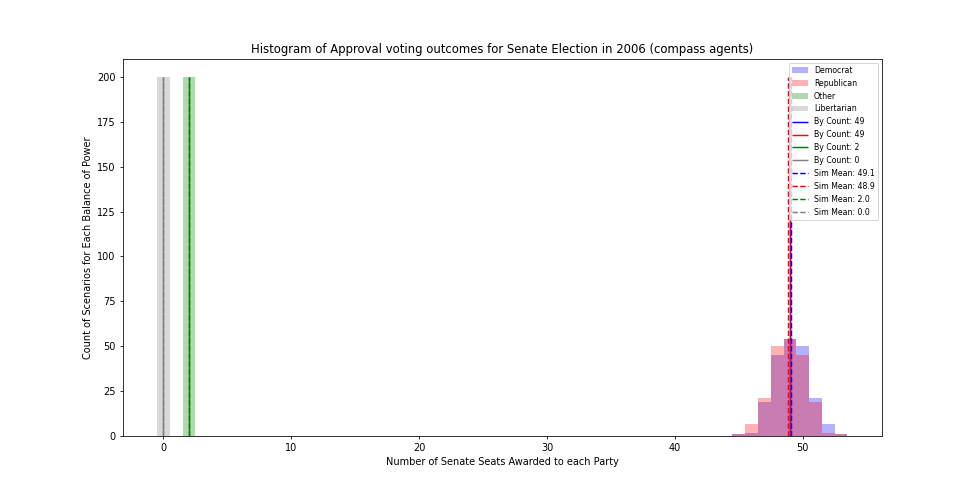 Histogram of Approval voting outcomes for Senate Election in 2006 (compass agents)
Count of Scenarios for Each Balance of Power
200
175
150
125
100
75
50
25
0
Democrat
Republican
Other
Libertarian
By Count: 49
By Count: 49
By Count: 2
By Count: 0
Sim Mean: 49.1
Sim Mean: 48.9
Sim Mean: 2.0
Sim Mean: 0.0
0 10 20 30 40 50
Number of Senate Seats Awarded to each Party